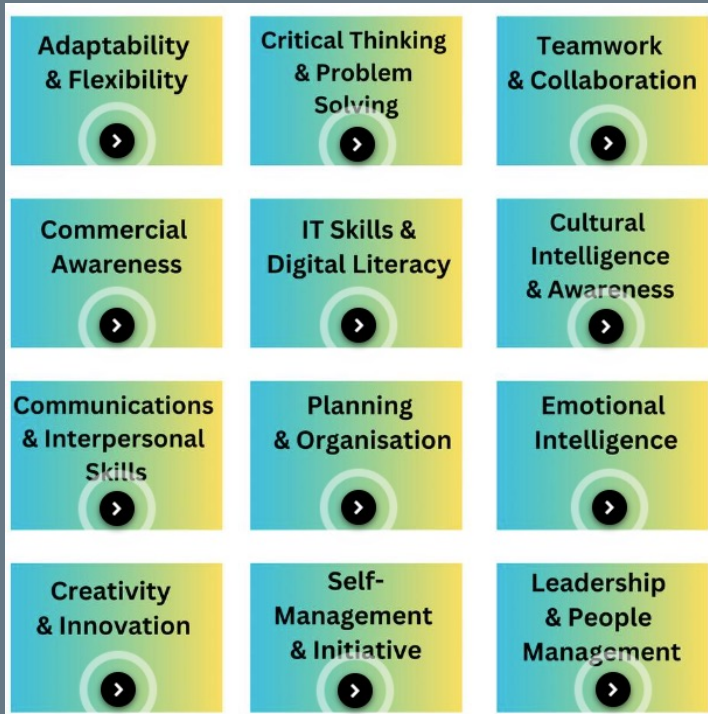 Adaptability
& Flexibility
Critical Thinking
& Problem
Solving
Teamwork
& Collaboration
Commercial
Awareness
IT Skills &
Digital Literacy
Cultural
Intelligence
& Awareness
Communications
& Interpersonal
Skills
Planning
& Organisation
Emotional
Intelligence
Creativity
& Innovation
Self-
Management
& Initiative
Leadership
& People
Management